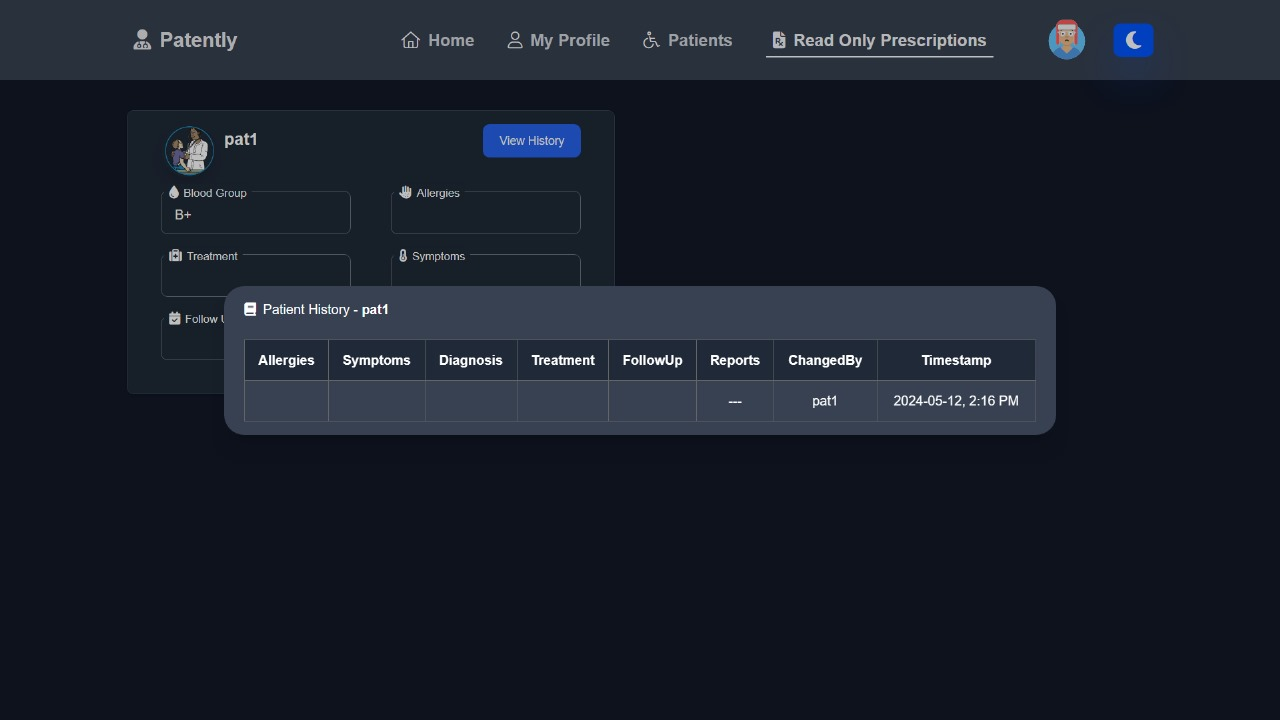 Patently
Home
My Profile
Patients
Read Only Prescriptions
pat1
View History
Blood Group
B+
Allergies
Treatment
Symptoms
Follow U
Patient History - pat1
Allergies Symptoms Diagnosis Treatment FollowUp Reports ChangedBy Timestamp
--- pat1 2024-05-12, 2:16 PM